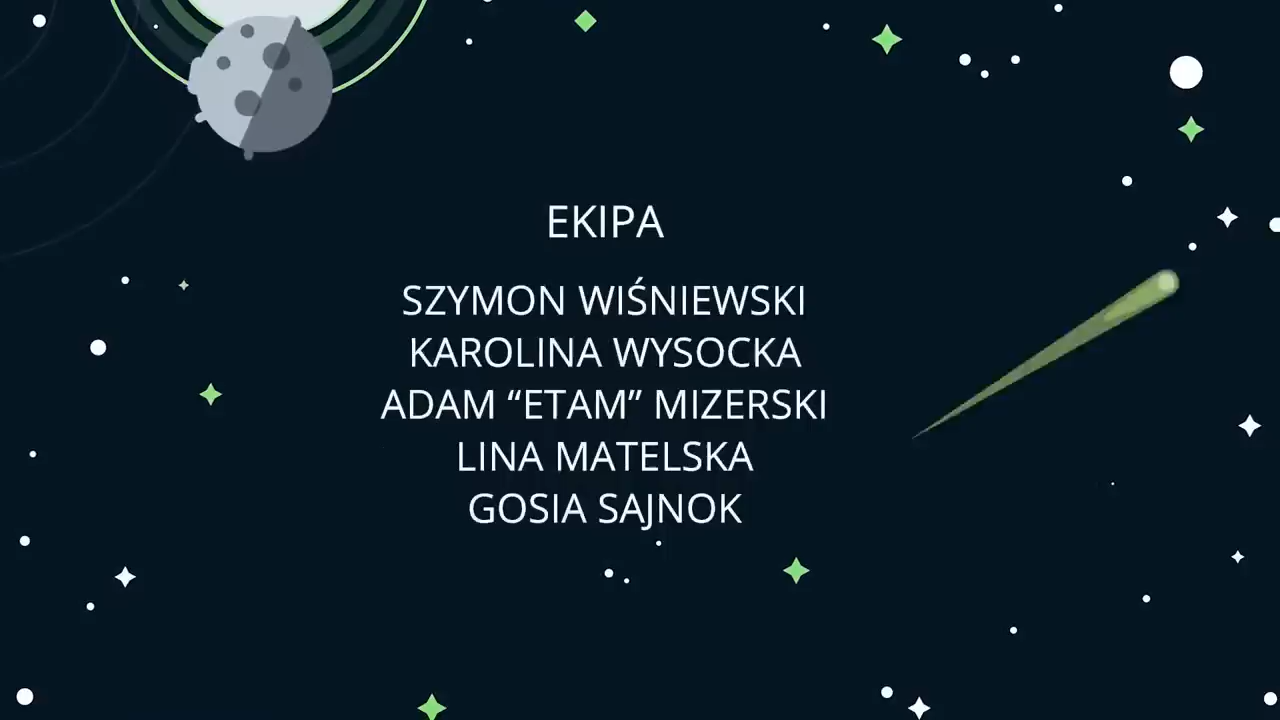 EKIPA
SZYMON WIŚNIEWSKI
KAROLINA WYSOCKA
ADAM “ETAM” MIZERSKI
LINA MATELSKA
GOSIA SAJNOK